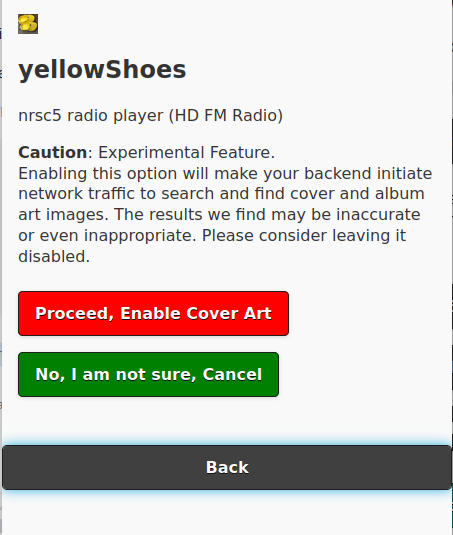 yellowShoes
nrsc5 radio player (HD FM Radio)
Caution: Experimental Feature.
Enabling this option will make your backend initiate
network traffic to search and find cover and album
art images. The results we find may be inaccurate
or even inappropriate. Please consider leaving it
disabled.
Proceed, Enable Cover Art
No, I am not sure, Cancel
Back